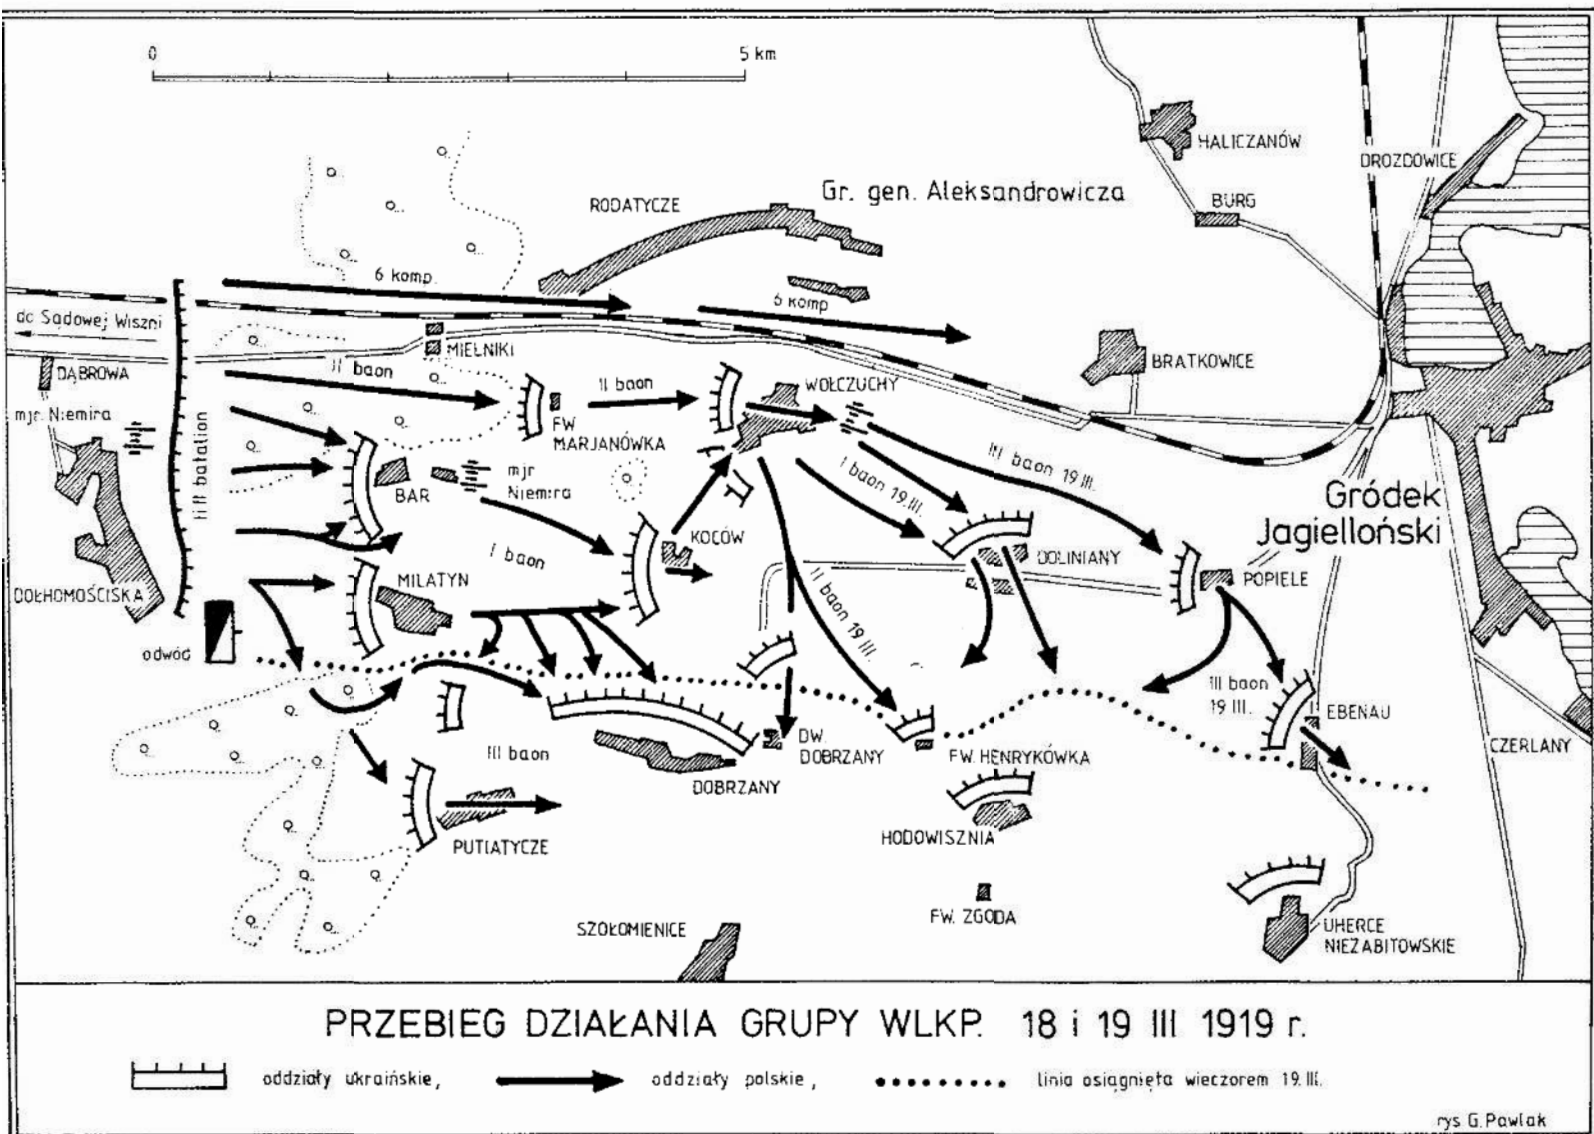 0 5 km
HALICZANÓW
DROZDOWICE
Gr. gen. Aleksandrowicza
RODATYCZE
BURG
6 komp.
6 komp
do Sądowej Wiszni
MIELNIKI
BRATKOWICE
DĄBROWA
II baon
II baon
WOŁCZUCHY
mjr. Niemira
FW
MARJANÓWKA
I i II batalion
BAR
mjr
Niemira
III baon 19.III.
I baon 19.III.
Gródek
Jagielloński
KOCÓW
I baon
DOLINIANY
POPIELE
MILATYN
DOŁHOMOŚCISKA
II baon 19 III.
odwód
III baon
19 III.
EBENAU
III baon
DW.
DOBRZANY
FW. HENRYKÓWKA
CZERLANY
DOBRZANY
PUTIATYCZE
HODOWISZNIA
FW. ZGODA
SZOŁOMIENICE
UHERCE
NIEZABITOWSKIE
PRZEBIEG DZIAŁANIA GRUPY WLKP. 18 i 19 III 1919 r.
oddziały ukraińskie, oddziały polskie, linia osiągnięta wieczorem 19.III.
rys G.Pawlak